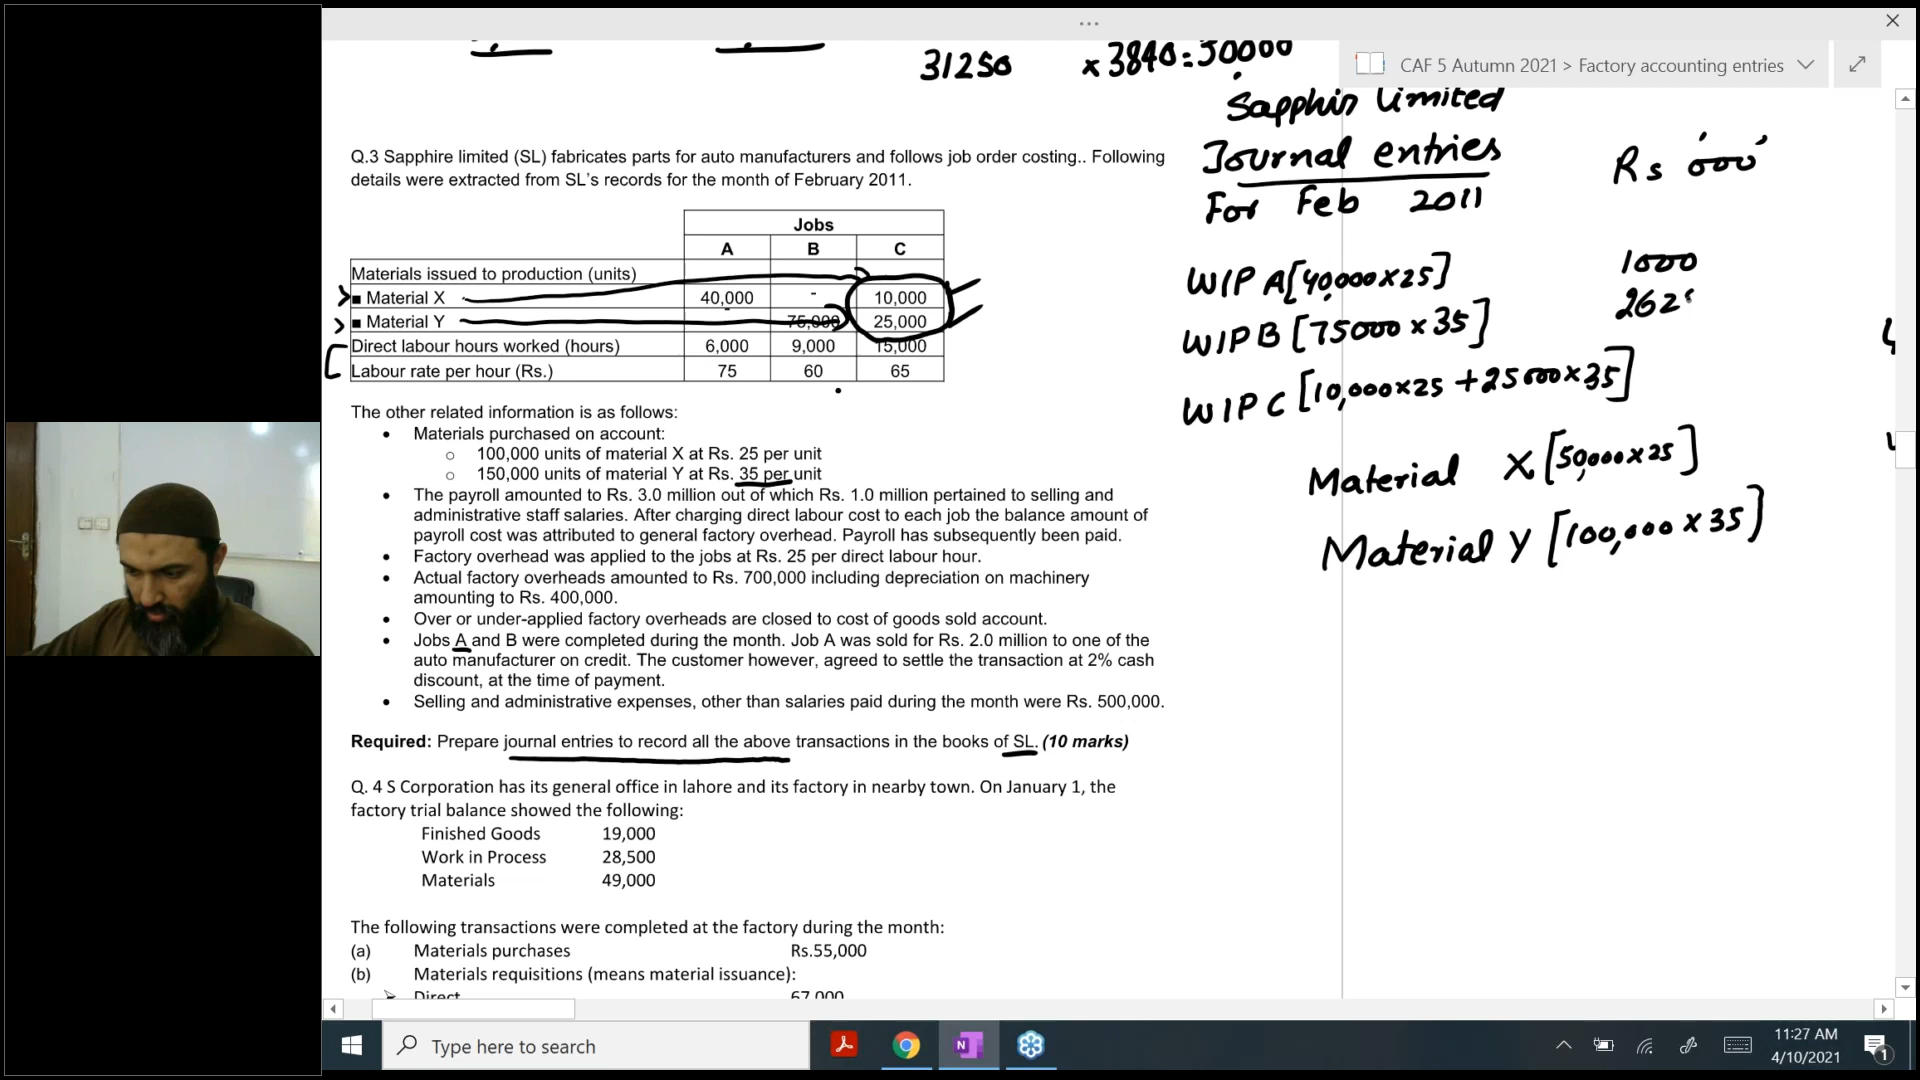 31250 ×3840=50000
CAF 5 Autumn 2021 > Factory accounting entries
Sapphir Limited
Journal entries
Rs '000'
For Feb 2011
Q.3 Sapphire limited (SL) fabricates parts for auto manufacturers and follows job order costing.. Following
details were extracted from SL's records for the month of February 2011.
Jobs
A B C
Materials issued to production (units)
■ Material X 40,000 - 10,000
■ Material Y - 75,000 25,000
Direct labour hours worked (hours) 6,000 9,000 15,000
Labour rate per hour (Rs.) 75 60 65
WIP A [40,000×25] 1000
WIP B [75000×35] 262
WIP C [10,000×25 + 25000×35]
Material X [50,000×25]
Material Y [100,000×35]
The other related information is as follows:
• Materials purchased on account:
o 100,000 units of material X at Rs. 25 per unit
o 150,000 units of material Y at Rs. 35 per unit
• The payroll amounted to Rs. 3.0 million out of which Rs. 1.0 million pertained to selling and
administrative staff salaries. After charging direct labour cost to each job the balance amount of
payroll cost was attributed to general factory overhead. Payroll has subsequently been paid.
• Factory overhead was applied to the jobs at Rs. 25 per direct labour hour.
• Actual factory overheads amounted to Rs. 700,000 including depreciation on machinery
amounting to Rs. 400,000.
• Over or under-applied factory overheads are closed to cost of goods sold account.
• Jobs A and B were completed during the month. Job A was sold for Rs. 2.0 million to one of the
auto manufacturer on credit. The customer however, agreed to settle the transaction at 2% cash
discount, at the time of payment.
• Selling and administrative expenses, other than salaries paid during the month were Rs. 500,000.
Required: Prepare journal entries to record all the above transactions in the books of SL. (10 marks)
Q. 4 S Corporation has its general office in lahore and its factory in nearby town. On January 1, the
factory trial balance showed the following:
Finished Goods 19,000
Work in Process 28,500
Materials 49,000
The following transactions were completed at the factory during the month:
(a) Materials purchases Rs.55,000
(b) Materials requisitions (means material issuance):
➢ Direct 67,000
Type here to search
11:27 AM
4/10/2021
1